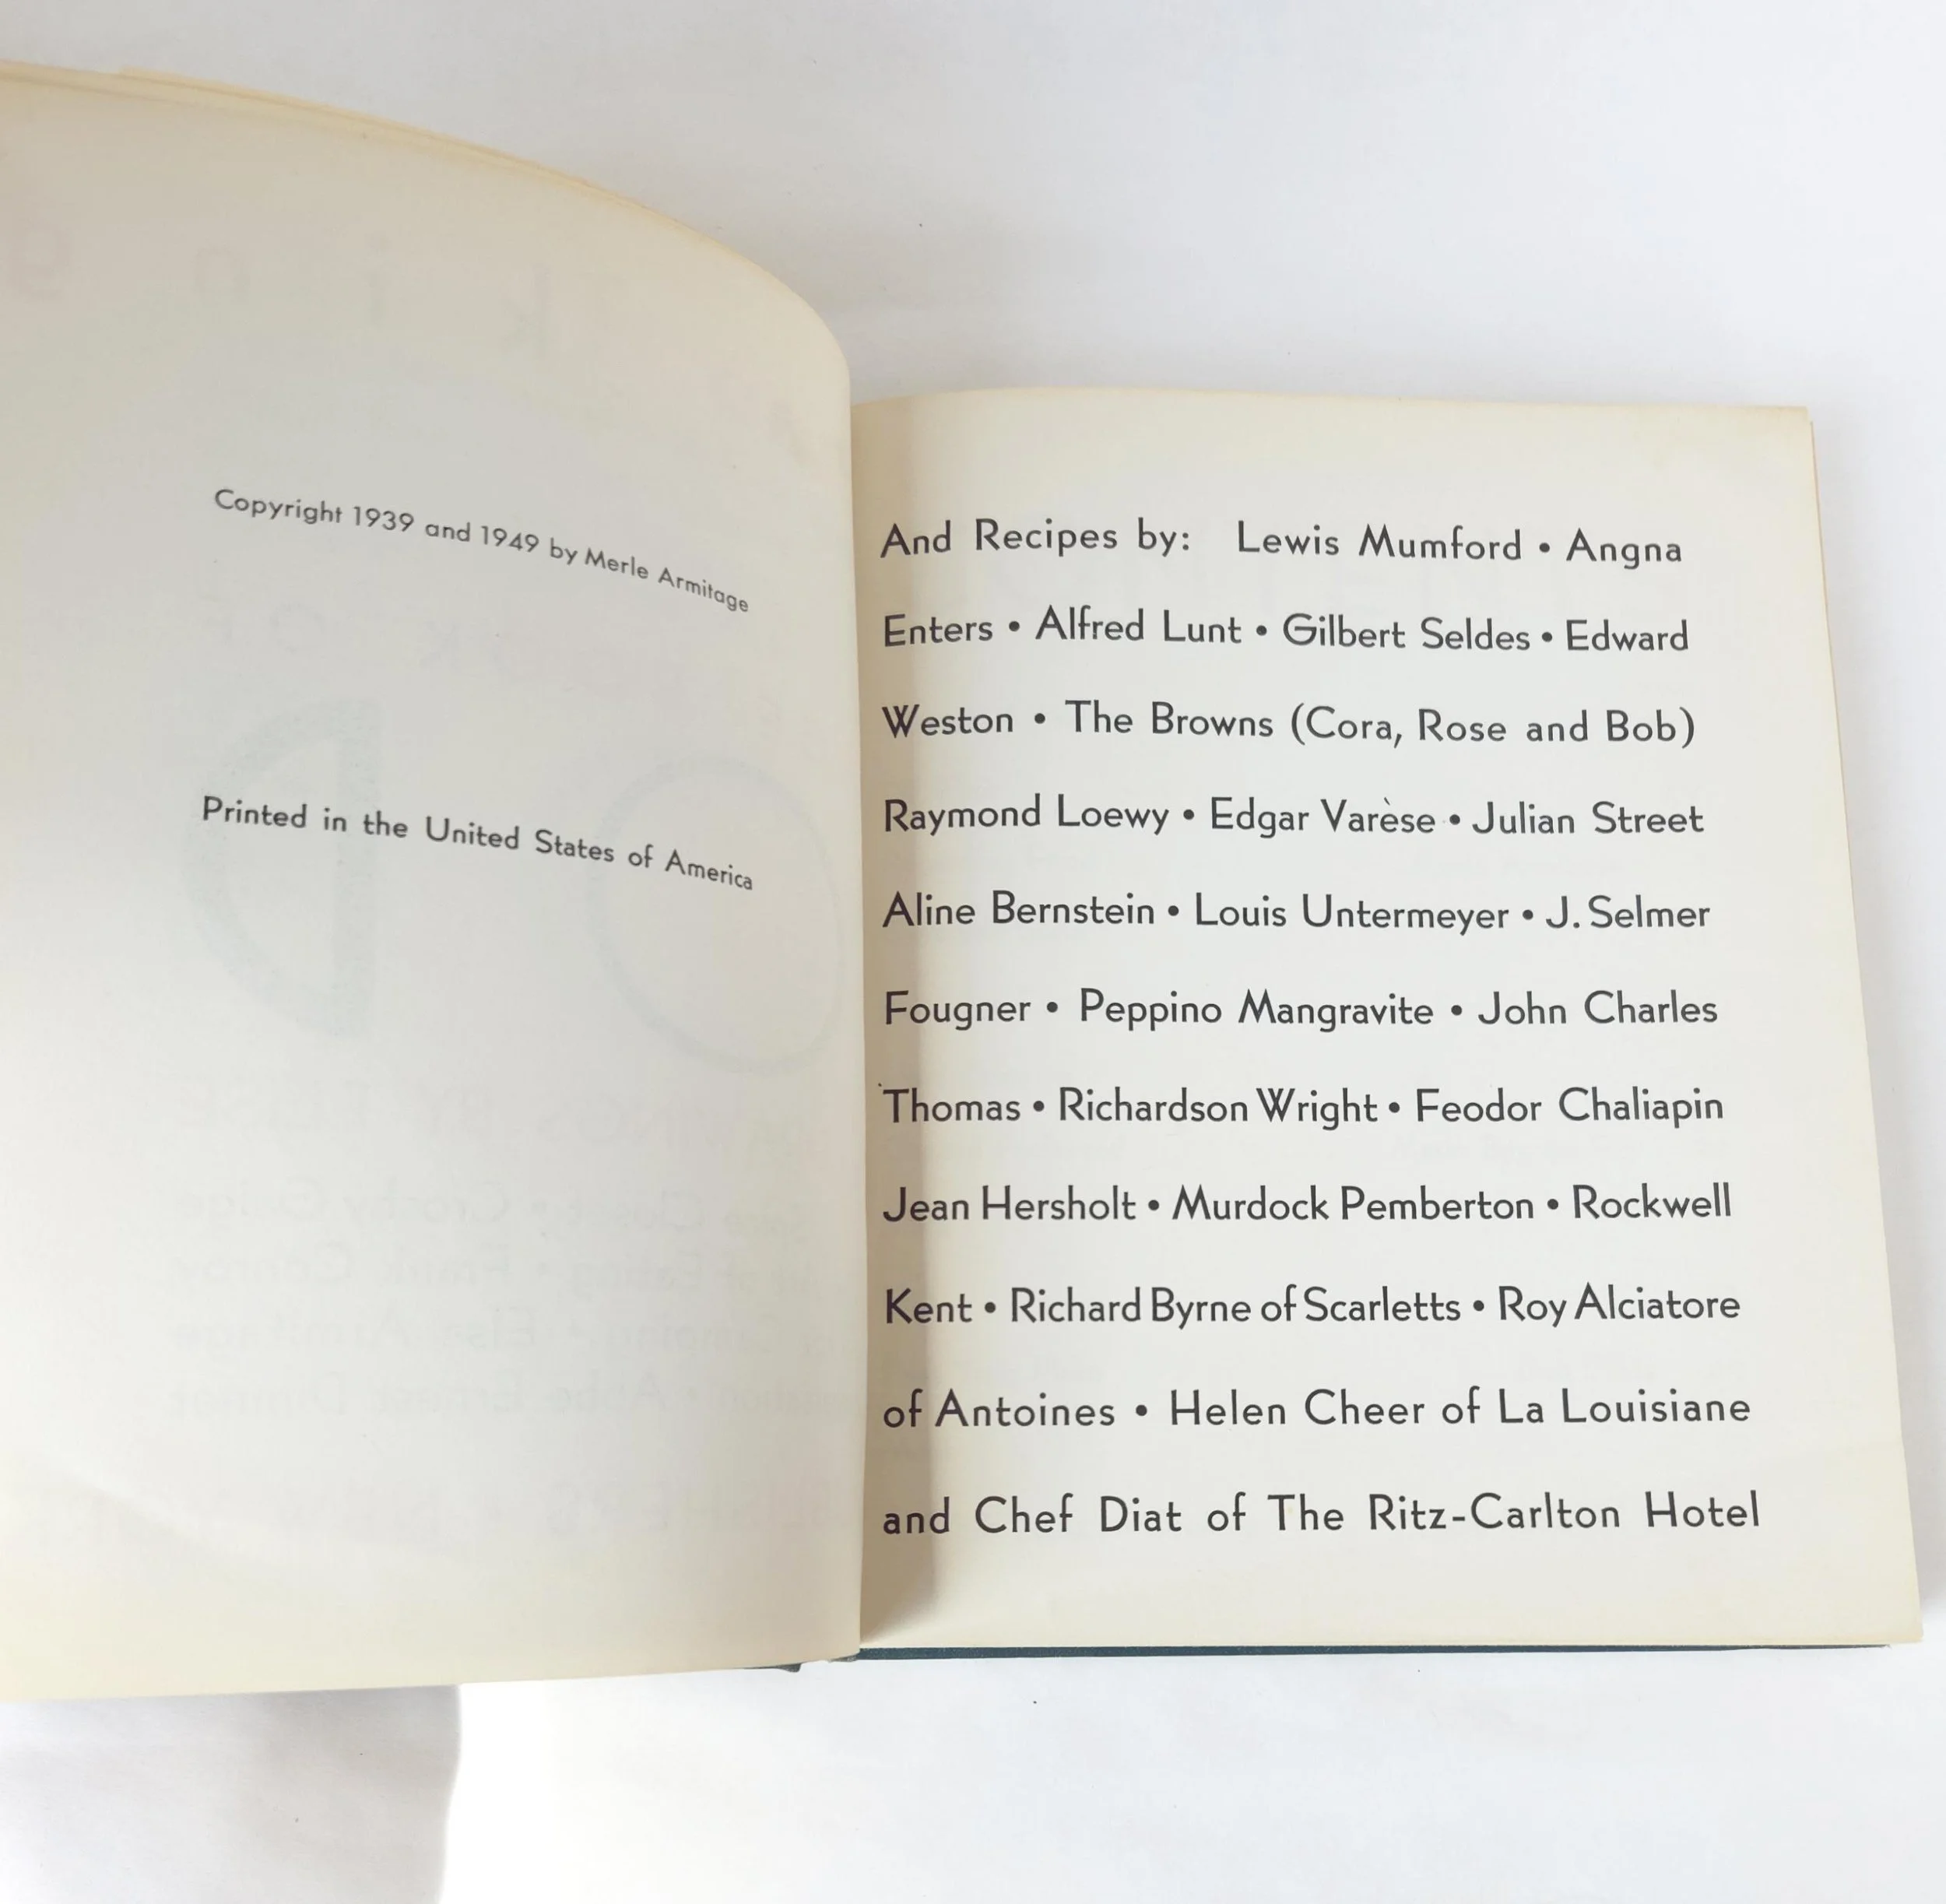 Copyright 1939 and 1949 by Merle Armitage
Printed in the United States of America
And Recipes by: Lewis Mumford • Angna
Enters • Alfred Lunt • Gilbert Seldes • Edward
Weston • The Browns (Cora, Rose and Bob)
Raymond Loewy • Edgar Varèse • Julian Street
Aline Bernstein • Louis Untermeyer • J. Selmer
Fougner • Peppino Mangravite • John Charles
Thomas • Richardson Wright • Feodor Chaliapin
Jean Hersholt • Murdock Pemberton • Rockwell
Kent • Richard Byrne of Scarletts • Roy Alciatore
of Antoines • Helen Cheer of La Louisiane
and Chef Diat of The Ritz-Carlton Hotel